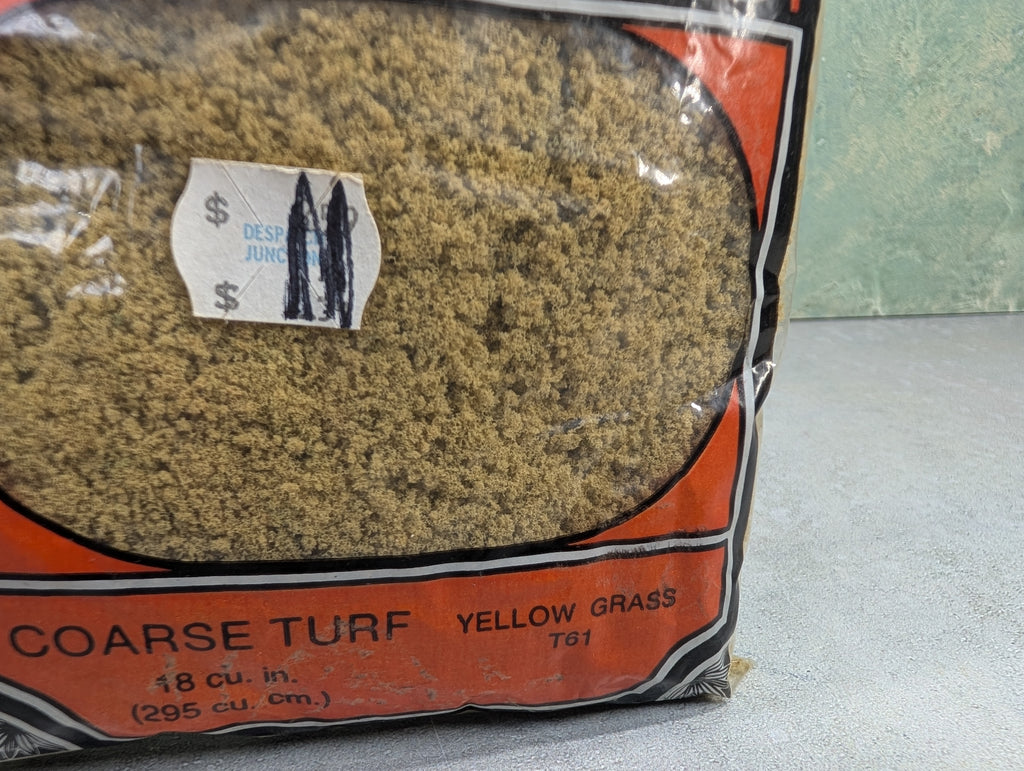 $
DESP
JUNC
$
COARSE TURF
YELLOW GRASS
T61
18 cu. in.
(295 cu. cm.)